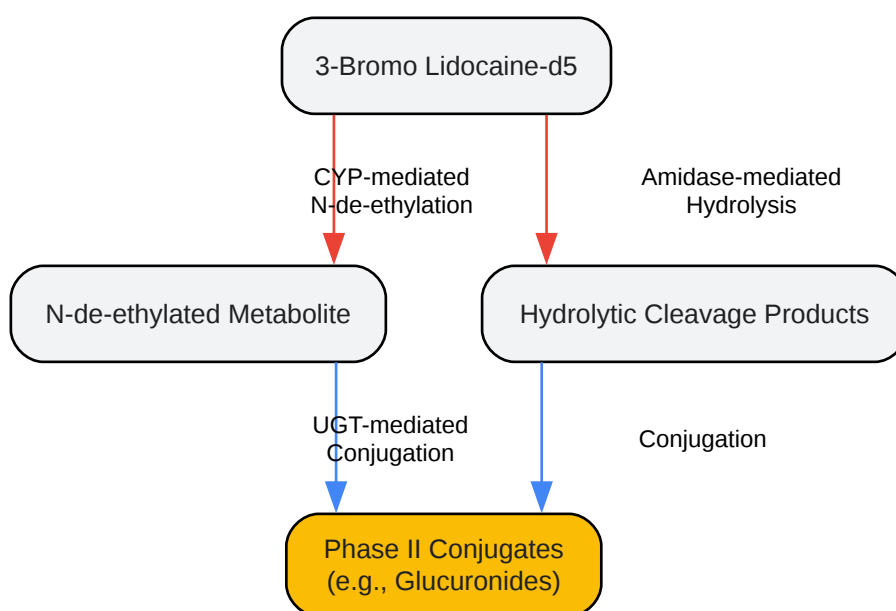 3-Bromo Lidocaine-d5
CYP-mediated
N-de-ethylation
Amidase-mediated
Hydrolysis
N-de-ethylated Metabolite
Hydrolytic Cleavage Products
UGT-mediated
Conjugation
Conjugation
Phase II Conjugates
(e.g., Glucuronides)